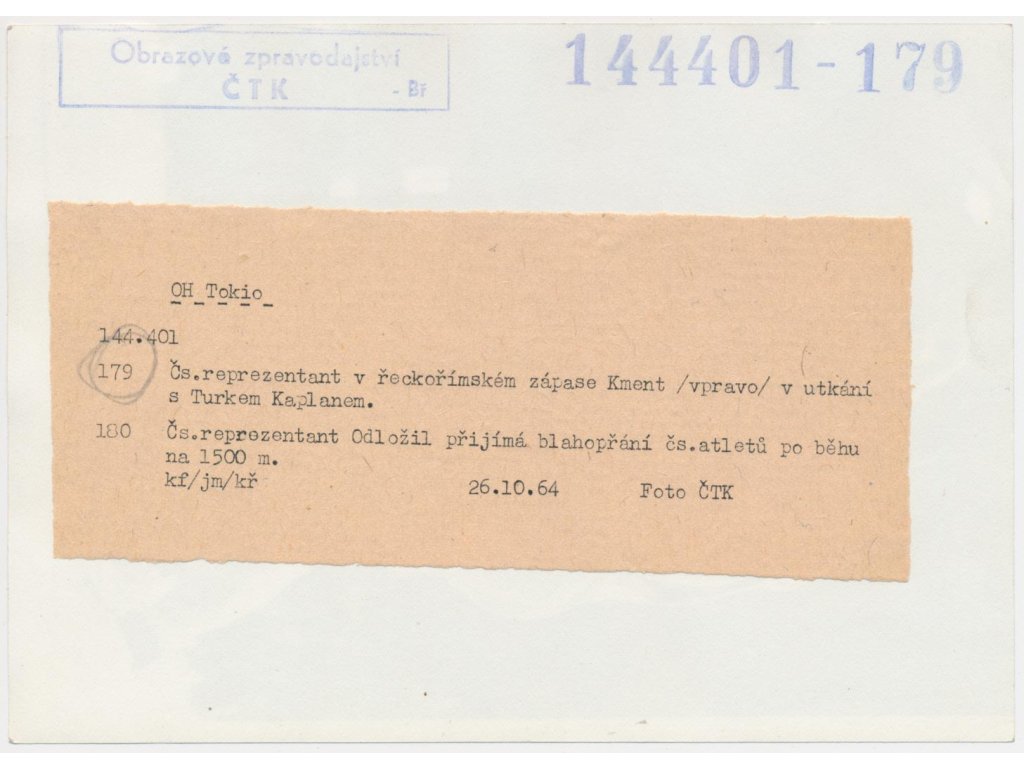 Obrazové zpravodajství
ČTK - Br
144401-179
OH Tokio
144.401
179 Čs.reprezentant v řeckořímském zápase Kment /vpravo/ v utkání
s Turkem Kaplanem.
180 Čs.reprezentant Odložil přijímá blahopřání čs.atletů po běhu
na 1500 m.
kf/jm/kř 26.10.64 Foto ČTK